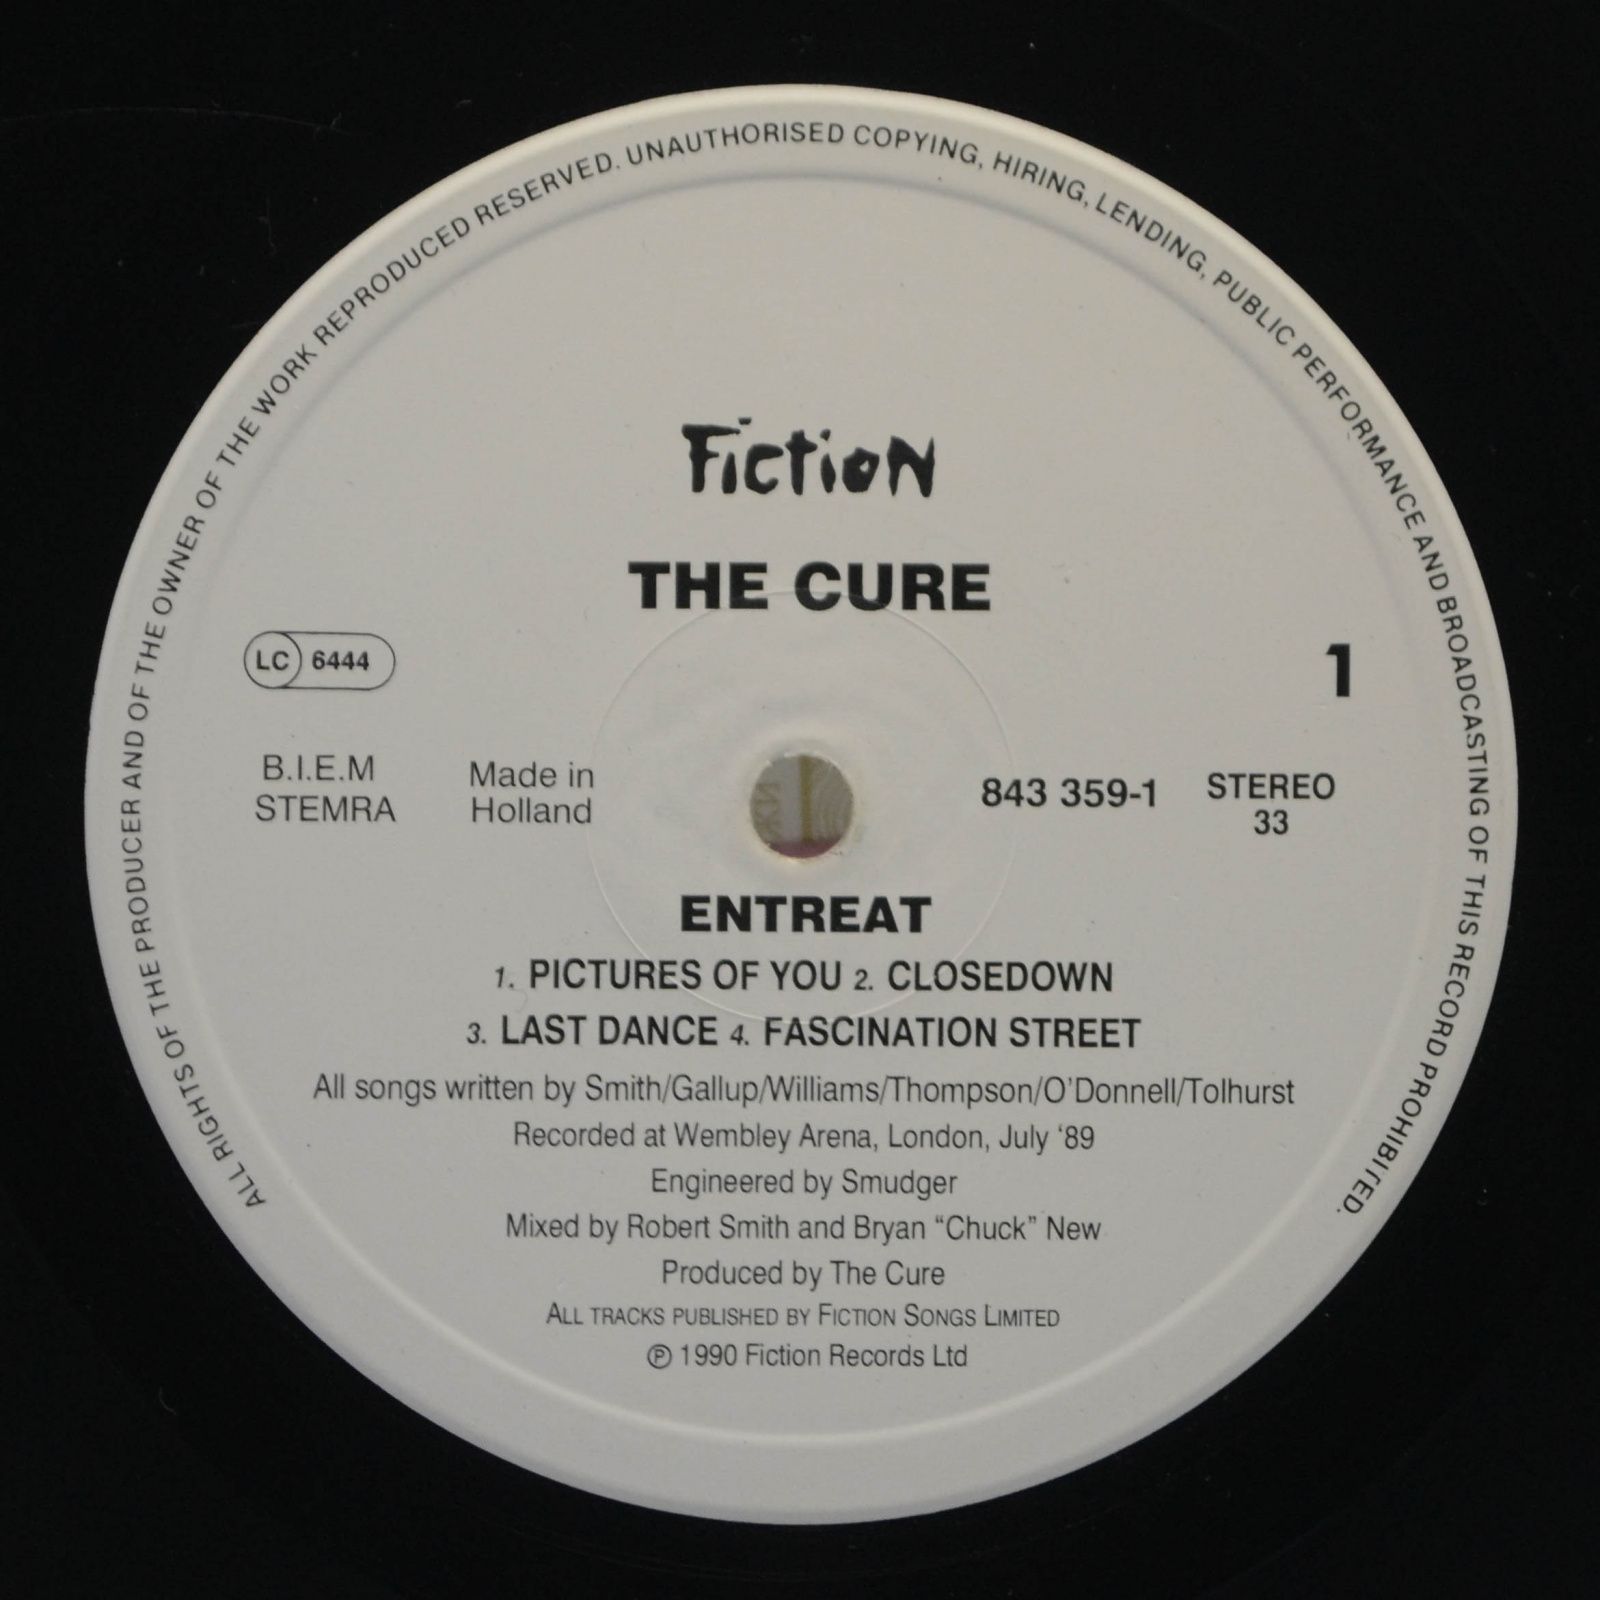 ALL RIGHTS OF THE PRODUCER AND OF THE OWNER OF THE WORK REPRODUCED RESERVED. UNAUTHORISED COPYING, HIRING, LENDING, PUBLIC PERFORMANCE AND BROADCASTING OF THIS RECORD PROHIBITED.
FictioN
THE CURE
LC 6444
1
B.I.E.M
STEMRA
Made in
Holland
843 359-1
STEREO
33
ENTREAT
1. PICTURES OF YOU 2. CLOSEDOWN
3. LAST DANCE 4. FASCINATION STREET
All songs written by Smith/Gallup/Williams/Thompson/O'Donnell/Tolhurst
Recorded at Wembley Arena, London, July ‘89
Engineered by Smudger
Mixed by Robert Smith and Bryan “Chuck” New
Produced by The Cure
ALL TRACKS PUBLISHED BY FICTION SONGS LIMITED
℗ 1990 Fiction Records Ltd